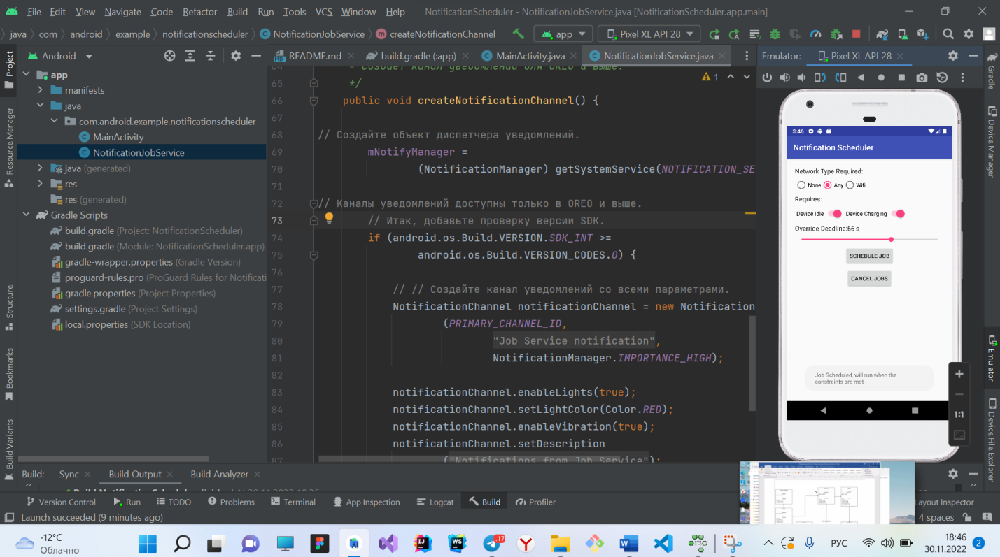 File Edit View Navigate Code Refactor Build Run Tools VCS Window Help NotificationScheduler - NotificationJobService.java [NotificationScheduler.app.main]
java com android example notificationscheduler NotificationJobService createNotificationChannel app Pixel XL API 28
Android README.md build.gradle (:app) MainActivity.java NotificationJobService.java Emulator: Pixel XL API 28
Project
Resource Manager
Structure
Bookmarks
Build Variants
app
manifests
java
com.android.example.notificationscheduler
MainActivity
NotificationJobService
java (generated)
res
res (generated)
Gradle Scripts
build.gradle (Project: NotificationScheduler)
build.gradle (Module: NotificationScheduler.app)
gradle-wrapper.properties (Gradle Version)
proguard-rules.pro (ProGuard Rules for Notificati
gradle.properties (Project Properties)
settings.gradle (Project Settings)
local.properties (SDK Location)
1
64 * Создает канал уведомлений для OREO и выше.
65 */
66 public void createNotificationChannel() {
67
68 // Создайте объект диспетчера уведомлений.
69 mNotifyManager =
70 (NotificationManager) getSystemService(NOTIFICATION_SE
71
72 // Каналы уведомлений доступны только в OREO и выше.
73 // Итак, добавьте проверку версии SDK.
74 if (android.os.Build.VERSION.SDK_INT >=
75 android.os.Build.VERSION_CODES.O) {
76
77 // // Создайте канал уведомлений со всеми параметрами.
78 NotificationChannel notificationChannel = new Notification
79 (PRIMARY_CHANNEL_ID,
80 "Job Service notification",
81 NotificationManager.IMPORTANCE_HIGH);
82
83 notificationChannel.enableLights(true);
84 notificationChannel.setLightColor(Color.RED);
85 notificationChannel.enableVibration(true);
86 notificationChannel.setDescription
87 ("Notifications from Job Service");
3:46
Notification Scheduler
Network Type Required:
None Any Wifi
Requires:
Device Idle Device Charging
Override Deadline:66 s
SCHEDULE JOB
CANCEL JOBS
Job Scheduled, will run when the
constraints are met
1:1
Gradle
Device Manager
Emulator
Device File Explorer
Build: Sync Build Output Build Analyzer
Version Control Run TODO Problems Terminal App Inspection Logcat Build Profiler Layout Inspector
Launch succeeded (9 minutes ago) 4 spaces
-12°C
Облачно
17
РУС
18:46
30.11.2022
2